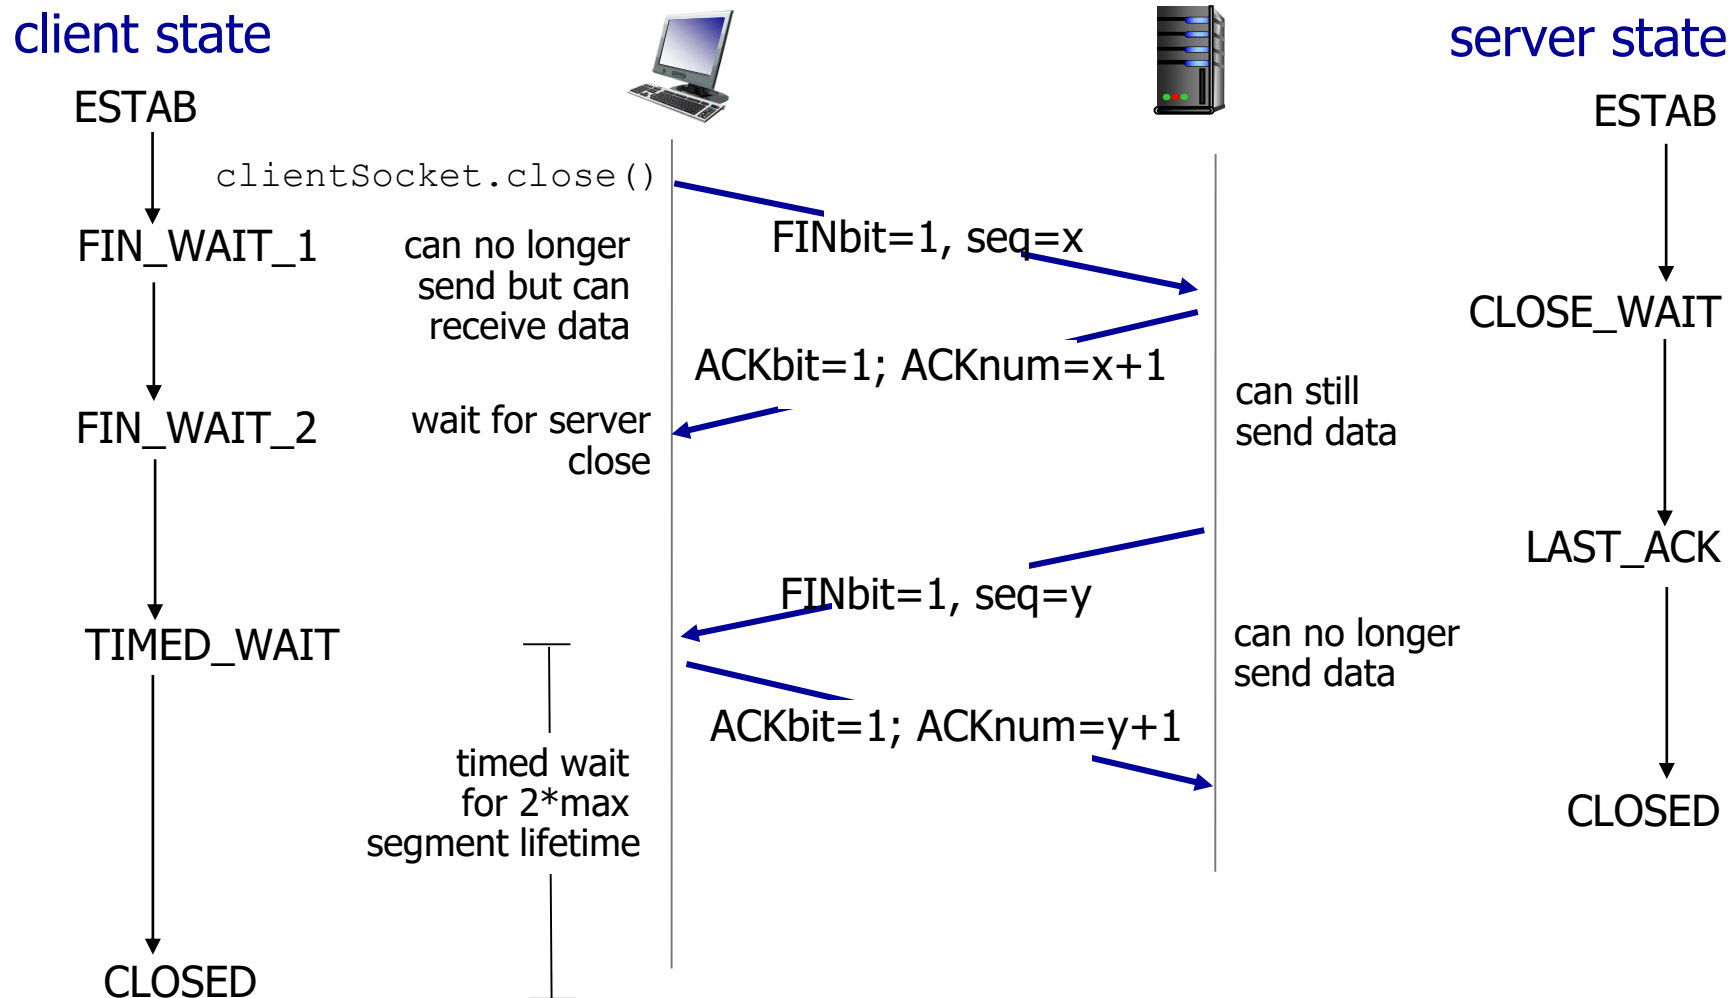 client state
server state
ESTAB
ESTAB
clientSocket.close()
FIN_WAIT_1
can no longer
send but can
receive data
FINbit=1, seq=x
CLOSE_WAIT
ACKbit=1; ACKnum=x+1
can still
send data
FIN_WAIT_2
wait for server
close
LAST_ACK
FINbit=1, seq=y
can no longer
send data
TIMED_WAIT
ACKbit=1; ACKnum=y+1
timed wait
for 2*max
segment lifetime
CLOSED
CLOSED